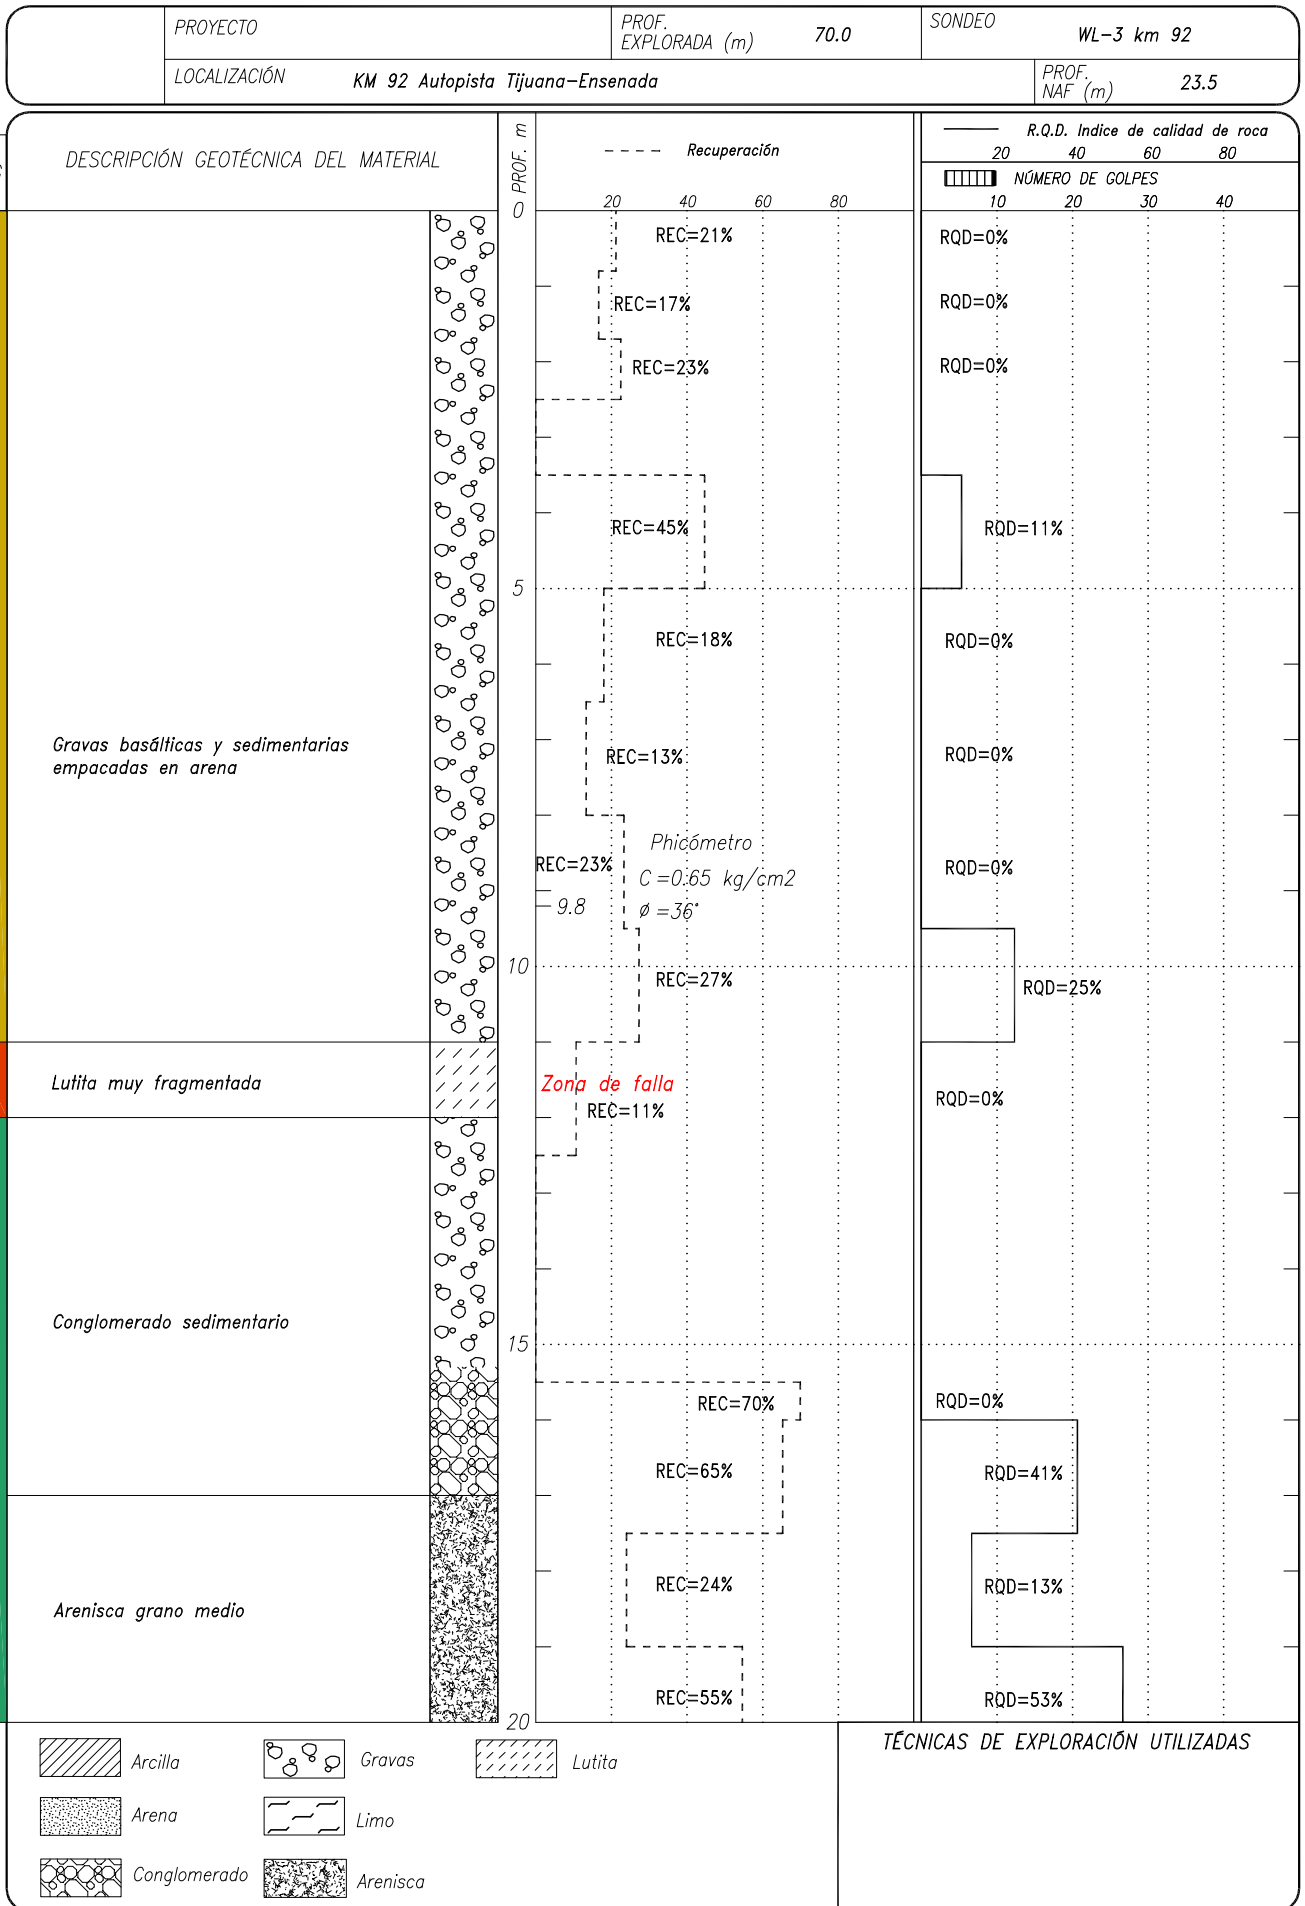 PROYECTO
PROF.
EXPLORADA (m) 70.0
SONDEO
WL-3 km 92
LOCALIZACIÓN KM 92 Autopista Tijuana-Ensenada
PROF.
NAF (m) 23.5
DESCRIPCIÓN GEOTÉCNICA DEL MATERIAL
PROF. m
Recuperación
20 40 60 80
R.Q.D. Indice de calidad de roca
20 40 60 80
NÚMERO DE GOLPES
10 20 30 40
0
REC=21% RQD=0%
REC=17% RQD=0%
REC=23% RQD=0%
REC=45% RQD=11%
5
REC=18% RQD=0%
Gravas basálticas y sedimentarias
empacadas en arena
REC=13% RQD=0%
Phicómetro
REC=23% RQD=0%
C =0.65 kg/cm2
9.8 ø =36°
10
REC=27% RQD=25%
Lutita muy fragmentada
Zona de falla
REC=11% RQD=0%
Conglomerado sedimentario
15
REC=70% RQD=0%
REC=65% RQD=41%
REC=24% RQD=13%
Arenisca grano medio
REC=55% RQD=53%
20
Arcilla Gravas Lutita
Arena Limo
Conglomerado Arenisca
TÉCNICAS DE EXPLORACIÓN UTILIZADAS